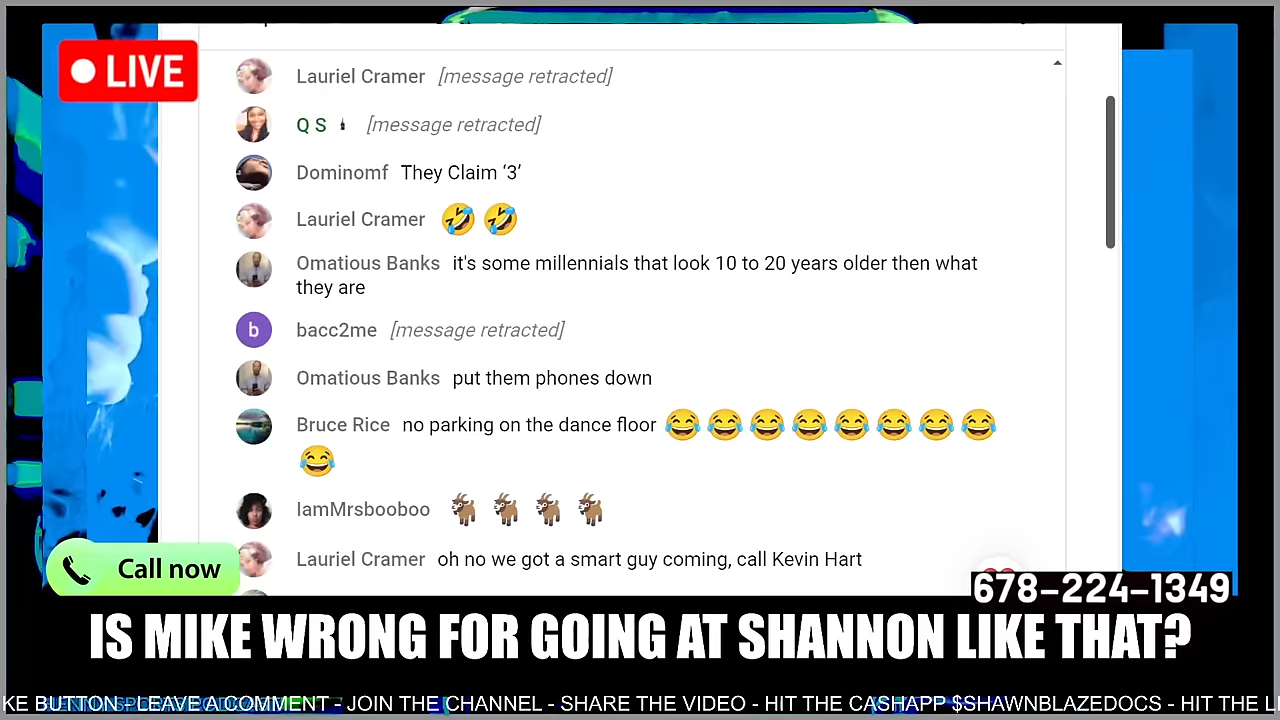 LIVE
Lauriel Cramer [message retracted]
Q S [message retracted]
Dominomf They Claim ‘3’
Lauriel Cramer 🤣 🤣
Omatious Banks it's some millennials that look 10 to 20 years older then what
they are
b bacc2me [message retracted]
Omatious Banks put them phones down
Bruce Rice no parking on the dance floor 😂 😂 😂 😂 😂 😂 😂 😂
😂
IamMrsbooboo 🐐 🐐 🐐 🐐
Lauriel Cramer oh no we got a smart guy coming, call Kevin Hart
Call now
678-224-1349
IS MIKE WRONG FOR GOING AT SHANNON LIKE THAT?
KE BUTTON - LEAVE A COMMENT - JOIN THE CHANNEL - SHARE THE VIDEO - HIT THE CASHAPP $SHAWNBLAZEDOCS - HIT THE LI